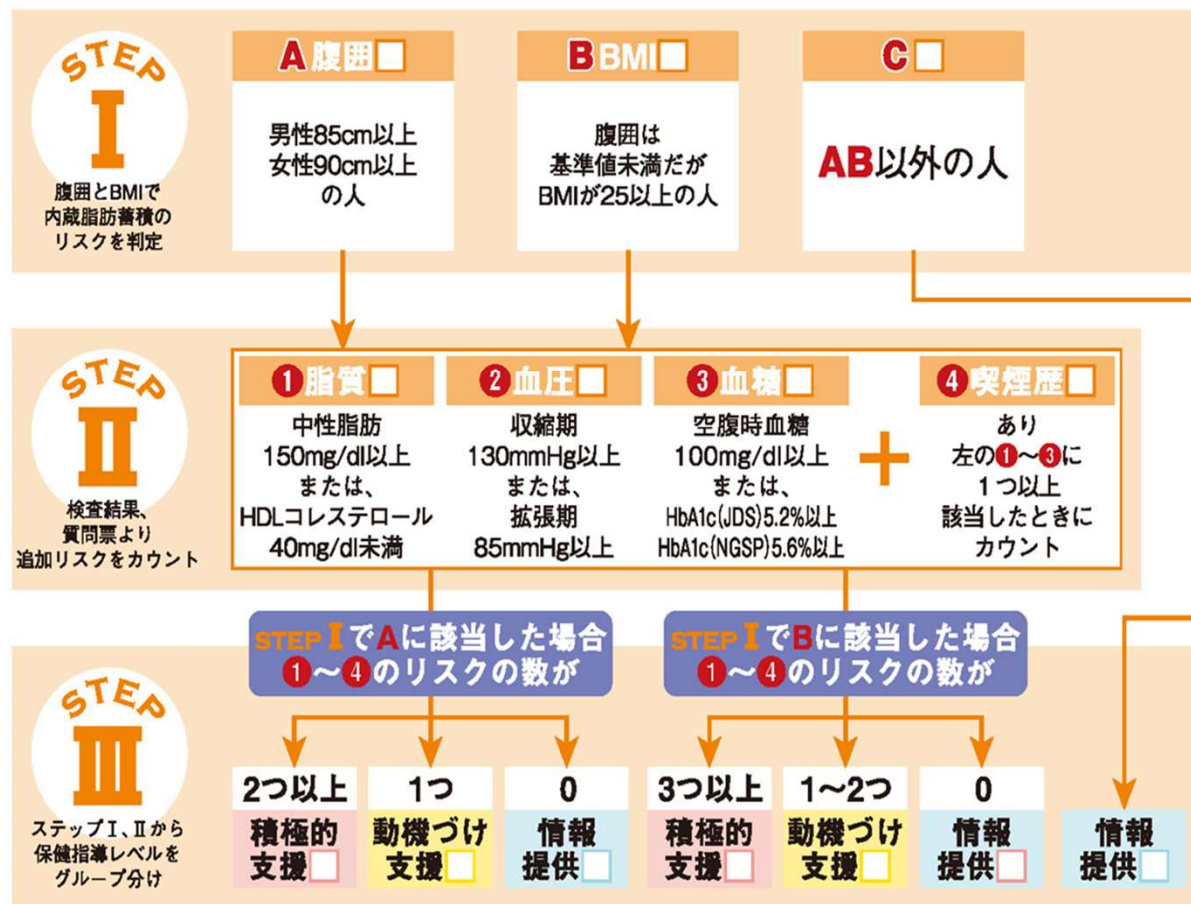 STEP
I
腹囲とBMIで
内蔵脂肪蓄積の
リスクを判定
A腹囲
男性85cm以上
女性90cm以上
の人
B BMI
腹囲は
基準値未満だが
BMIが25以上の人
C
AB以外の人
STEP
II
検査結果、
質問票より
追加リスクをカウント
❶脂質
中性脂肪
150mg/dl以上
または、
HDLコレステロール
40mg/dl未満
❷血圧
収縮期
130mmHg以上
または、
拡張期
85mmHg以上
❸血糖
空腹時血糖
100mg/dl以上
または、
HbA1c(JDS)5.2%以上
HbA1c(NGSP)5.6%以上
+
❹喫煙歴
あり
左の❶〜❸に
1つ以上
該当したときに
カウント
STEP IでAに該当した場合
❶〜❹のリスクの数が
STEP IでBに該当した場合
❶〜❹のリスクの数が
STEP
III
ステップI、IIから
保健指導レベルを
グループ分け
2つ以上
積極的
支援
1つ
動機づけ
支援
0
情報
提供
3つ以上
積極的
支援
1〜2つ
動機づけ
支援
0
情報
提供
情報
提供